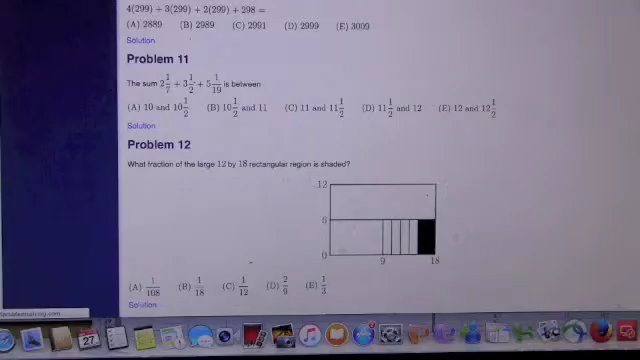 4(299) + 3(299) + 2(299) + 298 =
(A) 2889 (B) 2989 (C) 2991 (D) 2999 (E) 3009
Solution
Problem 11
The sum 2 1/7 + 3 1/2 + 5 1/19 is between
(A) 10 and 10 1/2 (B) 10 1/2 and 11 (C) 11 and 11 1/2 (D) 11 1/2 and 12 (E) 12 and 12 1/2
Solution
Problem 12
What fraction of the large 12 by 18 rectangular region is shaded?
12
6
0
9 18
(A) 1/108 (B) 1/18 (C) 1/12 (D) 2/9 (E) 1/3
Solution
27